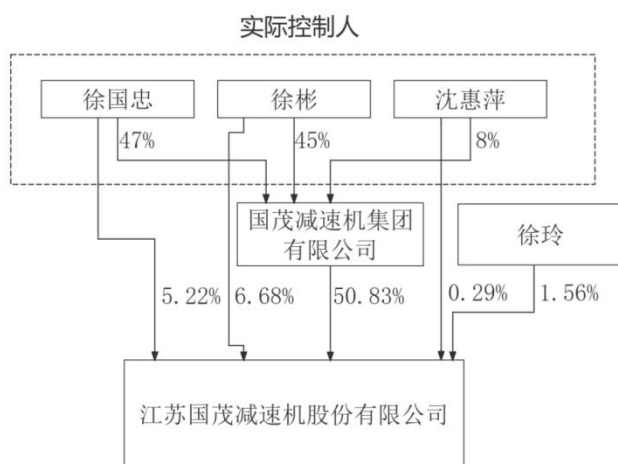 实际控制人
徐国忠
徐彬
沈惠萍
47%
45%
8%
国茂减速机集团
有限公司
徐玲
5.22%
6.68%
50.83%
0.29%
1.56%
江苏国茂减速机股份有限公司